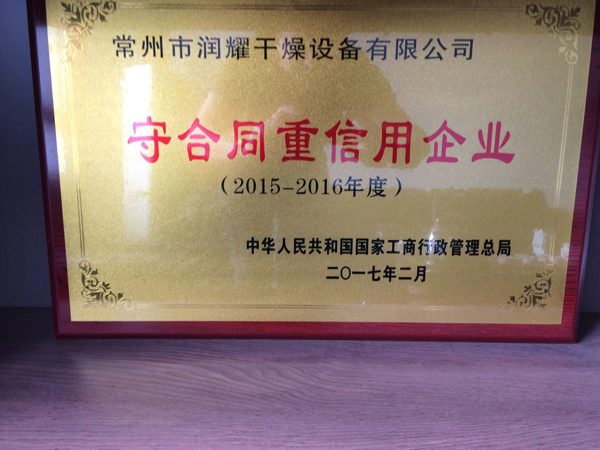 常州市润耀干燥设备有限公司
守合同重信用企业
（2015-2016年度）
中华人民共和国国家工商行政管理总局
二〇一七年二月